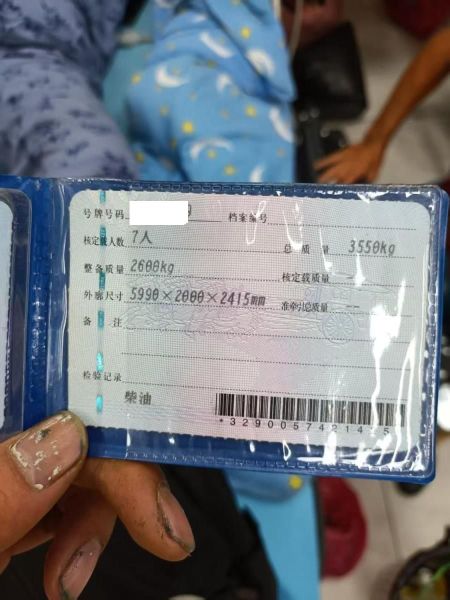 号牌号码 档案编号
核定载人数 7人 总质量 3550kg
整备质量 2600kg 核定载质量
外廓尺寸 5990×2000×2415mm 准牵引总质量 --
备注
检验记录
柴油